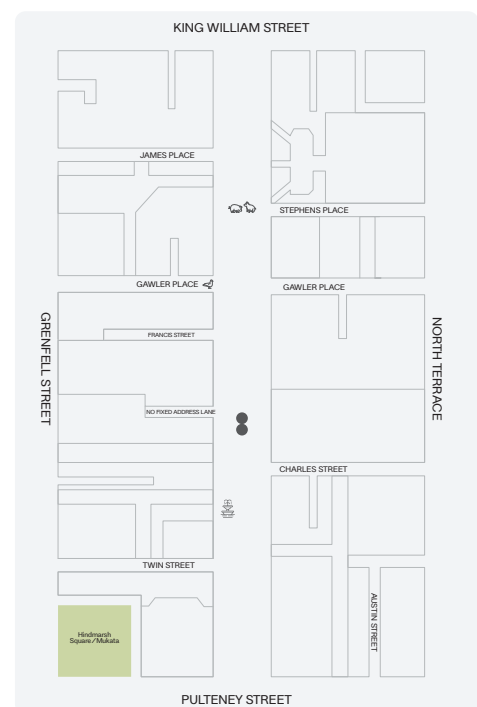 KING WILLIAM STREET
JAMES PLACE
STEPHENS PLACE
GAWLER PLACE
GAWLER PLACE
GRENFELL STREET
NORTH TERRACE
FRANCIS STREET
NO FIXED ADDRESS LANE
CHARLES STREET
TWIN STREET
AUSTIN STREET
Hindmarsh
Square/Mukata
PULTENEY STREET